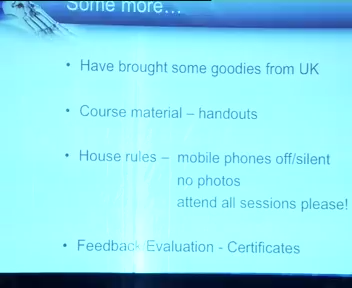 Some more...
• Have brought some goodies from UK
• Course material – handouts
• House rules – mobile phones off/silent
no photos
attend all sessions please!
• Feedback Evaluation - Certificates